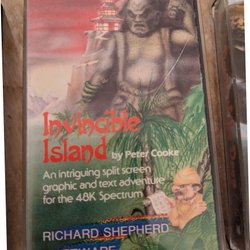 Invincible
Island by Peter Cooke
An intriguing split screen
graphic and text adventure
for the 48K Spectrum
RICHARD SHEPHERD
SOFTWARE